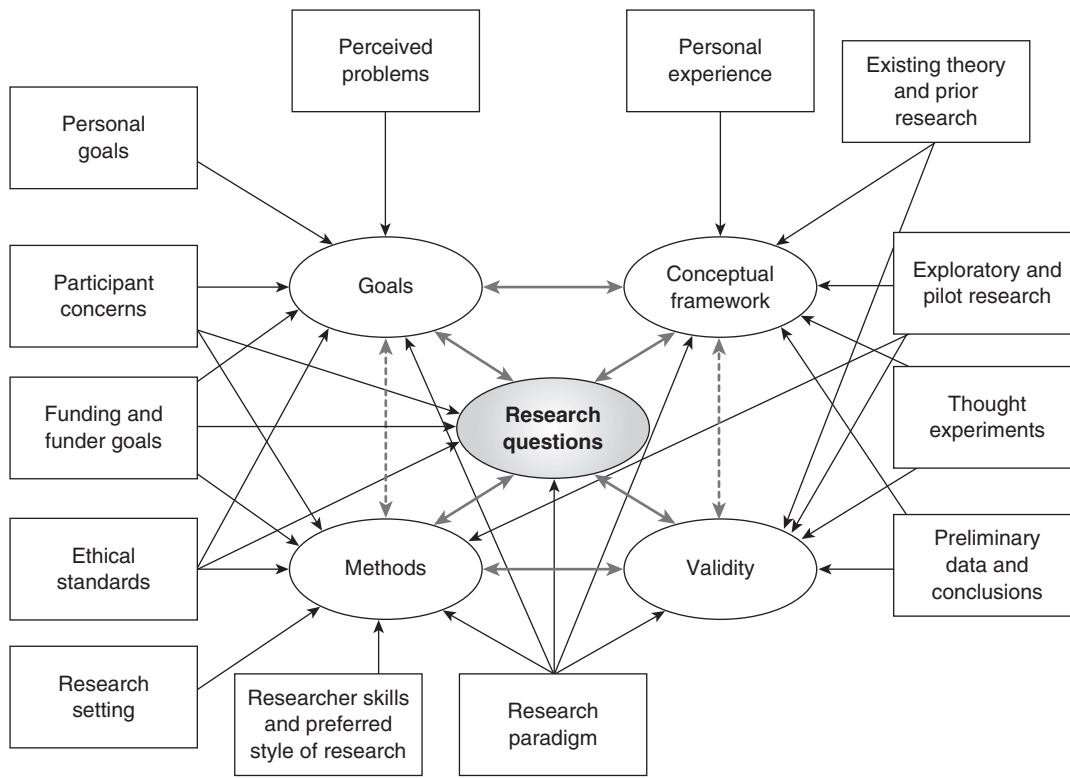 Perceived
problems
Personal
experience
Existing theory
and prior
research
Personal
goals
Participant
concerns
Goals
Conceptual
framework
Exploratory and
pilot research
Funding and
funder goals
Research
questions
Thought
experiments
Ethical
standards
Methods
Validity
Preliminary
data and
conclusions
Research
setting
Researcher skills
and preferred
style of research
Research
paradigm